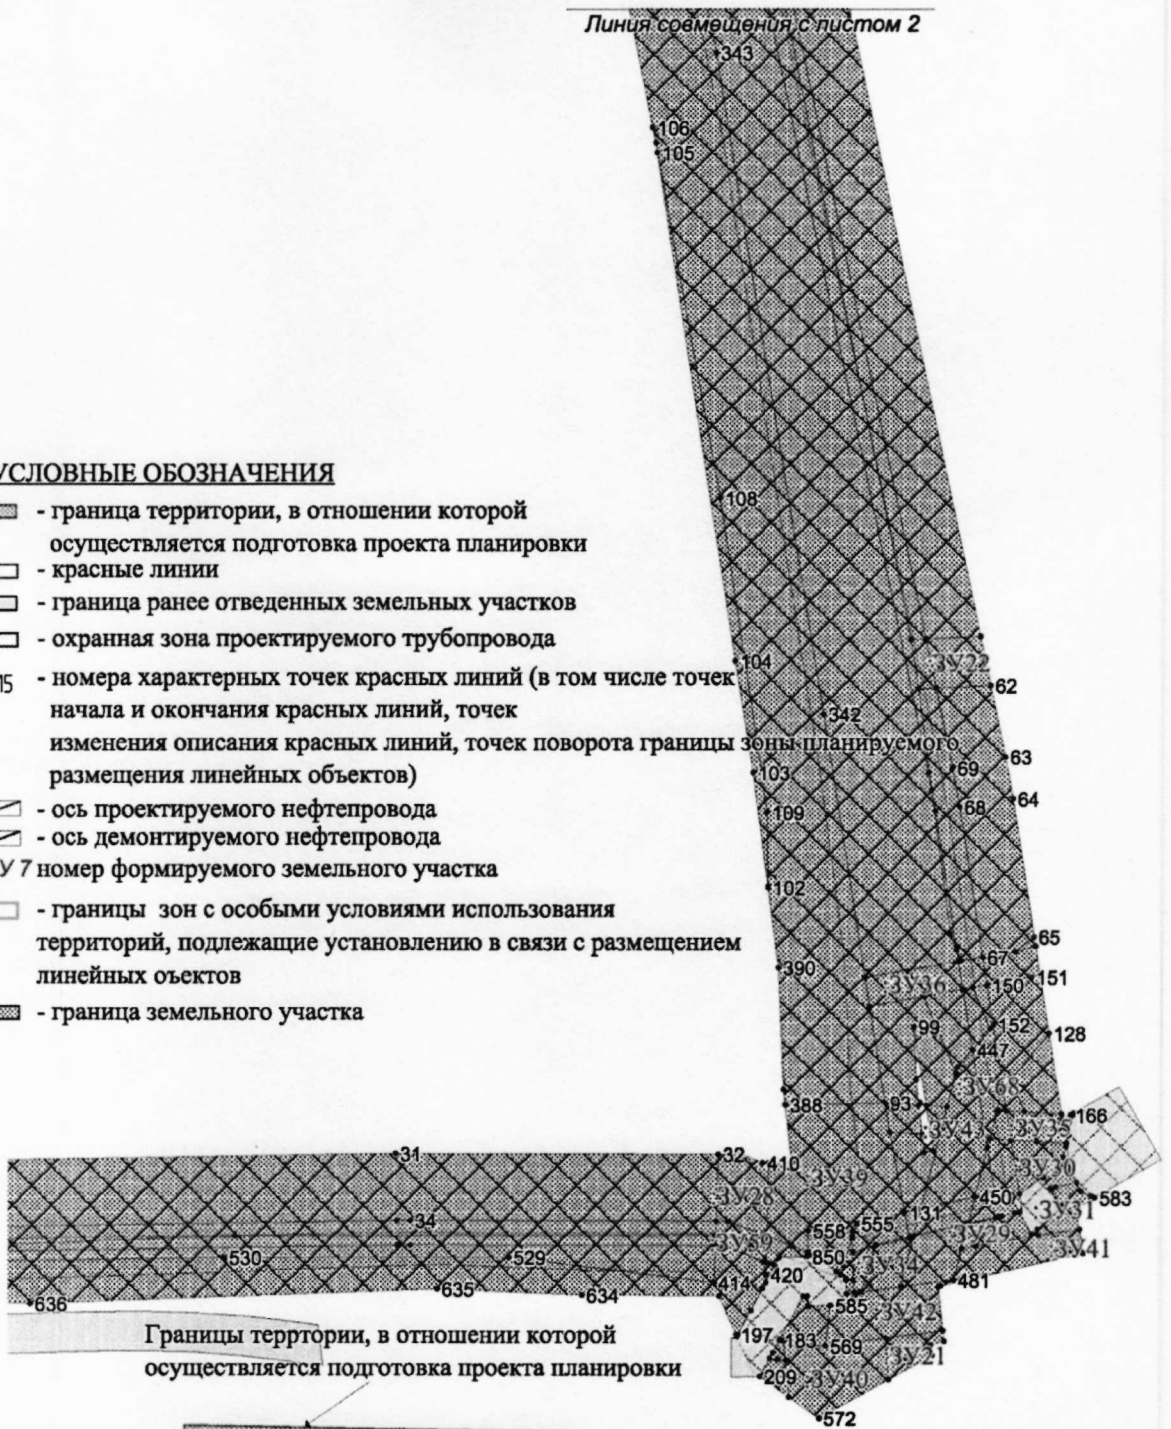 Линия совмещения с листом 2
343
106
105
УСЛОВНЫЕ ОБОЗНАЧЕНИЯ
- граница территории, в отношении которой
осуществляется подготовка проекта планировки
- красные линии
- граница ранее отведенных земельных участков
- охранная зона проектируемого трубопровода
15 - номера характерных точек красных линий (в том числе точек
начала и окончания красных линий, точек
изменения описания красных линий, точек поворота границы зоны планируемого
размещения линейных объектов)
- ось проектируемого нефтепровода
- ось демонтируемого нефтепровода
У 7 номер формируемого земельного участка
- границы зон с особыми условиями использования
территорий, подлежащие установлению в связи с размещением
линейных оъектов
- граница земельного участка
108
104
:ЗУ22
62
342
63
103
69
64
109
68
102
65
390
67
151
:ЗУ36
150
99
152
128
447
:ЗУ68
388
93
166
:ЗУ43
:ЗУ35
31
32
410
:ЗУ39
:ЗУ30
:ЗУ28
450
583
34
131
:ЗУ31
558
555
:ЗУ29
:ЗУ59
:ЗУ41
530
529
850
:ЗУ34
414
420
481
636
635
634
585
:ЗУ42
197
183
569
:ЗУ21
209
:ЗУ40
572
Границы терртории, в отношении которой
осуществляется подготовка проекта планировки